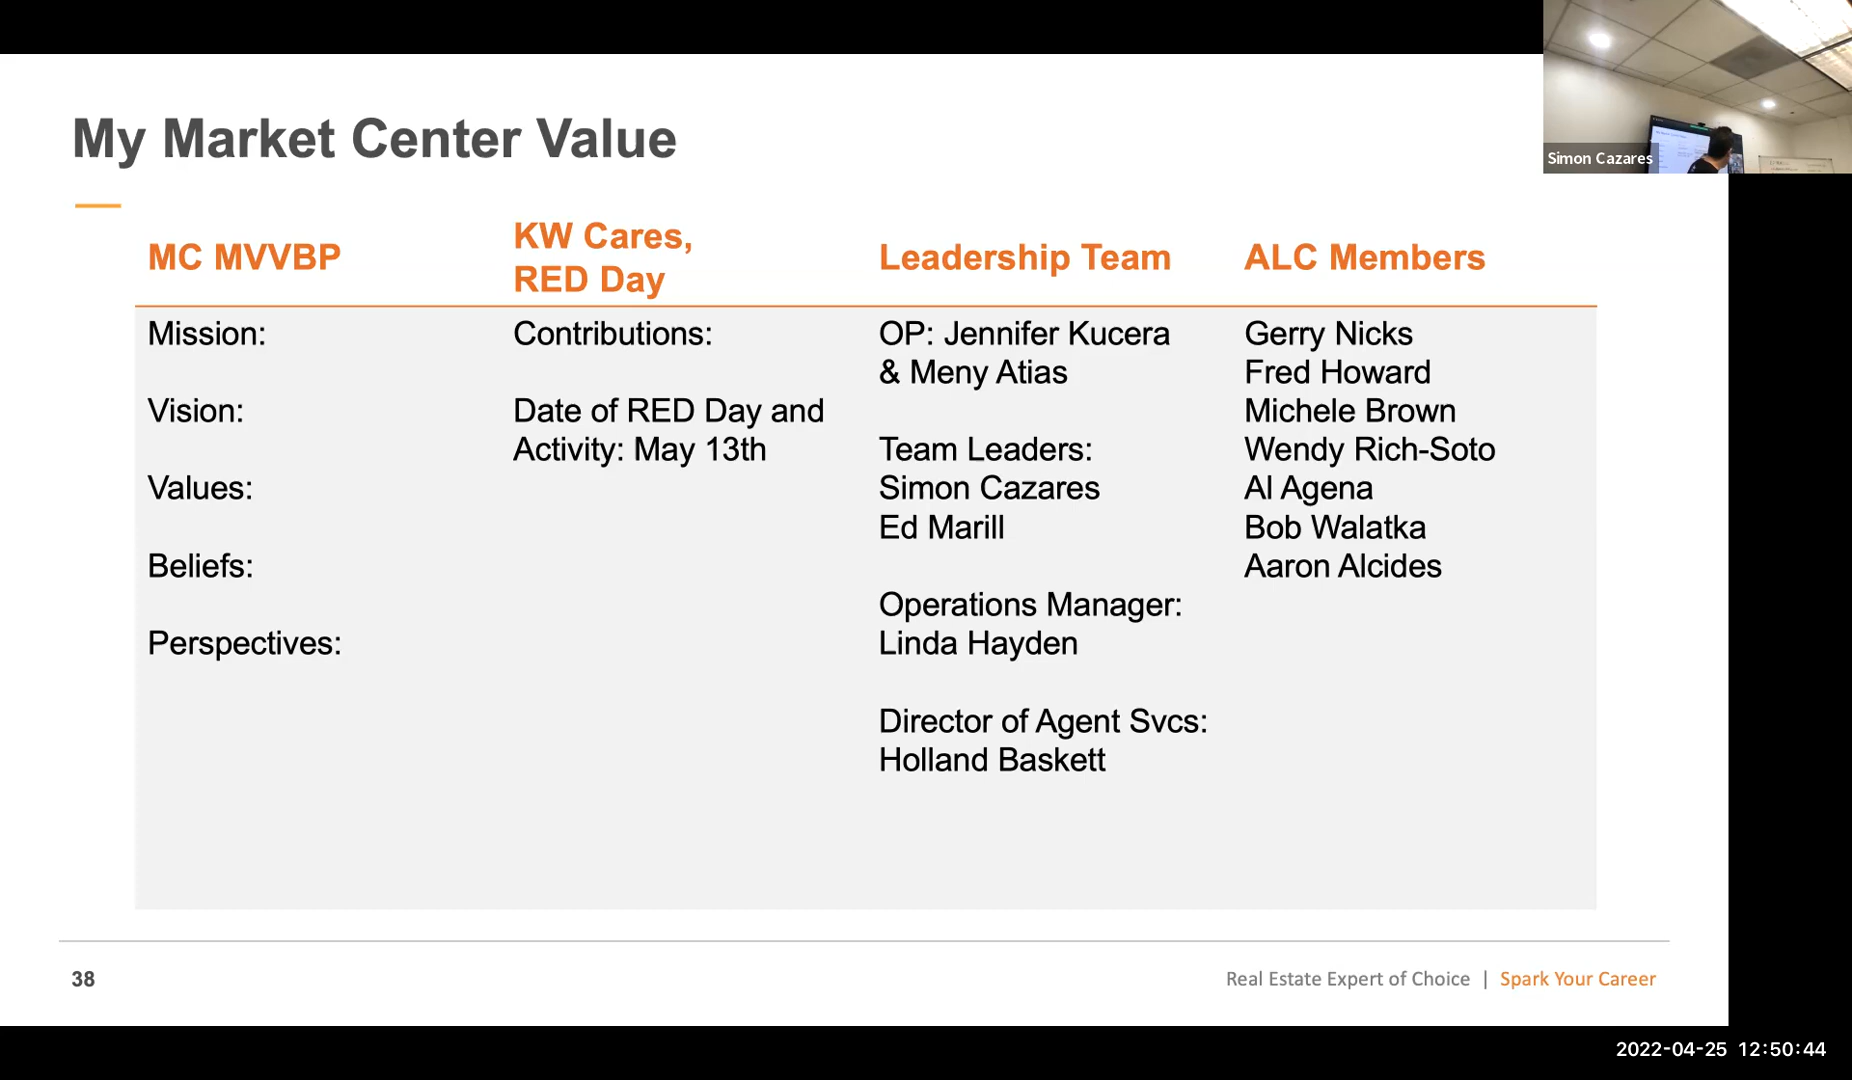 My Market Center Value
Simon Cazares
MC MVVBP
KW Cares,
RED Day
Leadership Team
ALC Members
Mission:
Vision:
Values:
Beliefs:
Perspectives:
Contributions:
Date of RED Day and
Activity: May 13th
OP: Jennifer Kucera
& Meny Atias
Team Leaders:
Simon Cazares
Ed Marill
Operations Manager:
Linda Hayden
Director of Agent Svcs:
Holland Baskett
Gerry Nicks
Fred Howard
Michele Brown
Wendy Rich-Soto
Al Agena
Bob Walatka
Aaron Alcides
38
Real Estate Expert of Choice | Spark Your Career
2022-04-25 12:50:44